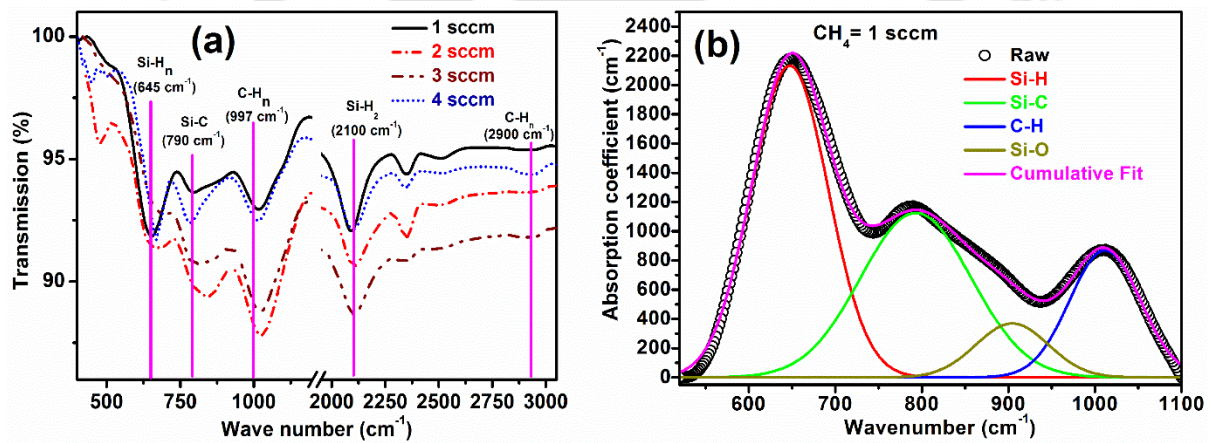 (a)
1 sccm
2 sccm
3 sccm
4 sccm
Si-Hn
(645 cm-1)
Si-C
(790 cm-1)
C-Hn
(997 cm-1)
Si-H2
(2100 cm-1)
C-Hn
(2900 cm-1)
100
95
90
Transmission (%)
500 750 1000 2000 2500 3000
Wave number (cm-1)
(b)
CH4= 1 sccm
Raw
Si-H
Si-C
C-H
Si-O
Cumulative Fit
2400
2200
2000
1800
1600
1400
1200
1000
800
600
400
200
0
Absorption coefficient (cm-1)
600 700 800 900 1000 1100
Wavenumber (cm-1)